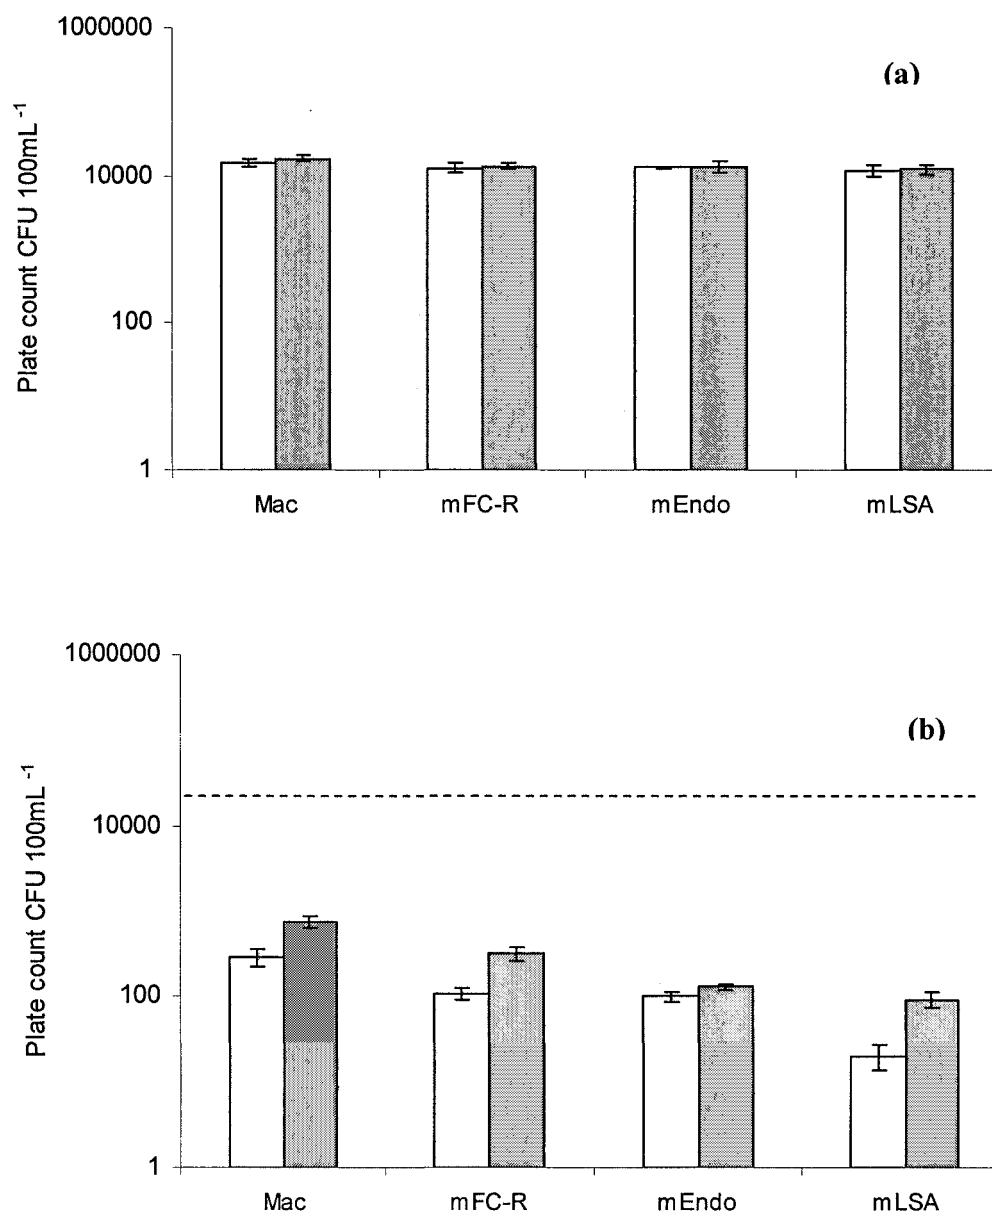 1000000
(a)
10000
100
1
Plate count CFU 100mL⁻¹
Mac mFC-R mEndo mLSA
1000000
(b)
10000
100
1
Plate count CFU 100mL⁻¹
Mac mFC-R mEndo mLSA